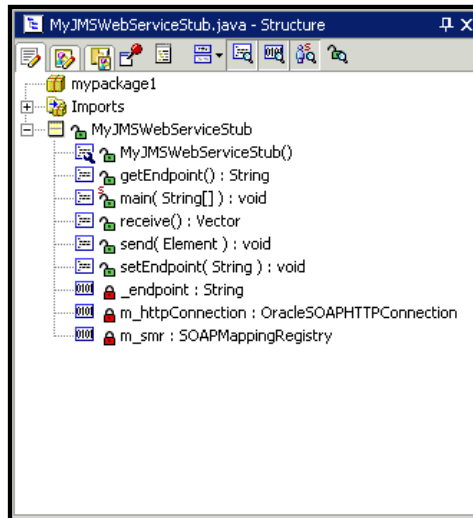 MyJMSWebServiceStub.java - Structure
mypackage1
Imports
MyJMSWebServiceStub
MyJMSWebServiceStub()
getEndpoint() : String
main( String[] ) : void
receive() : Vector
send( Element ) : void
setEndpoint( String ) : void
_endpoint : String
m_httpConnection : OracleSOAPHTTPConnection
m_smr : SOAPMappingRegistry